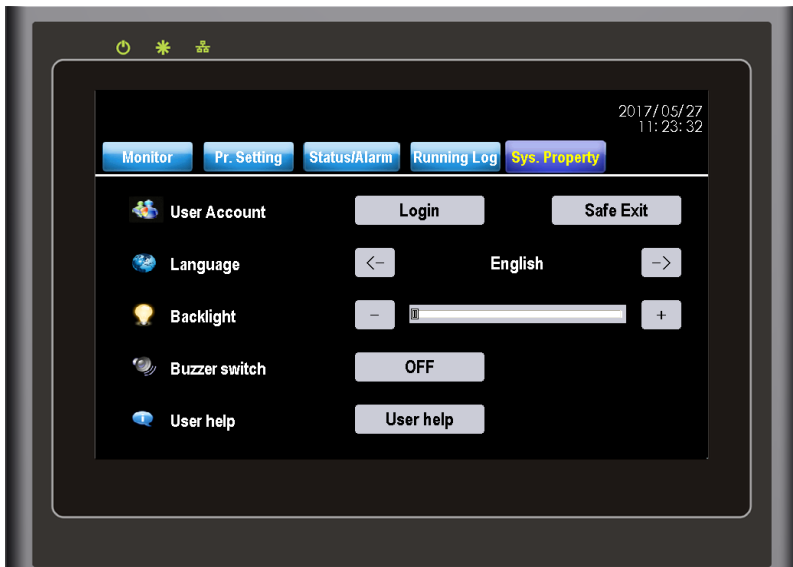 2017/05/27
11:23:32
Monitor Pr. Setting Status/Alarm Running Log Sys. Property
User Account Login Safe Exit
Language <- English ->
Backlight - +
Buzzer switch OFF
User help User help